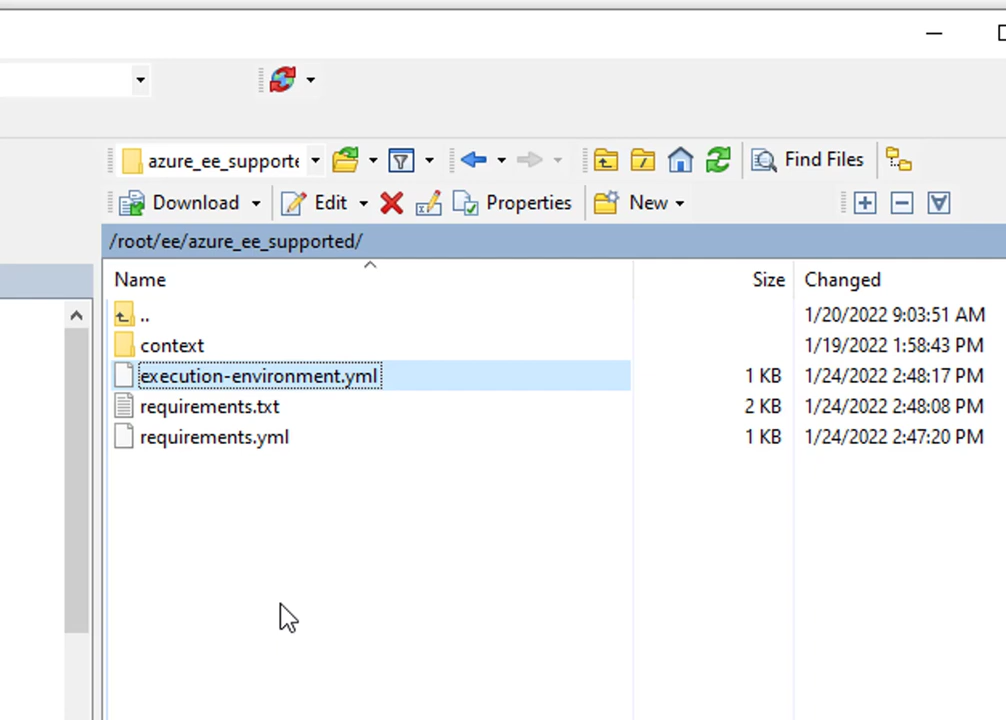 azure_ee_supporte
Find Files
Download
Edit
Properties
New
/root/ee/azure_ee_supported/
Name Size Changed
.. 1/20/2022 9:03:51 AM
context 1/19/2022 1:58:43 PM
execution-environment.yml 1 KB 1/24/2022 2:48:17 PM
requirements.txt 2 KB 1/24/2022 2:48:08 PM
requirements.yml 1 KB 1/24/2022 2:47:20 PM